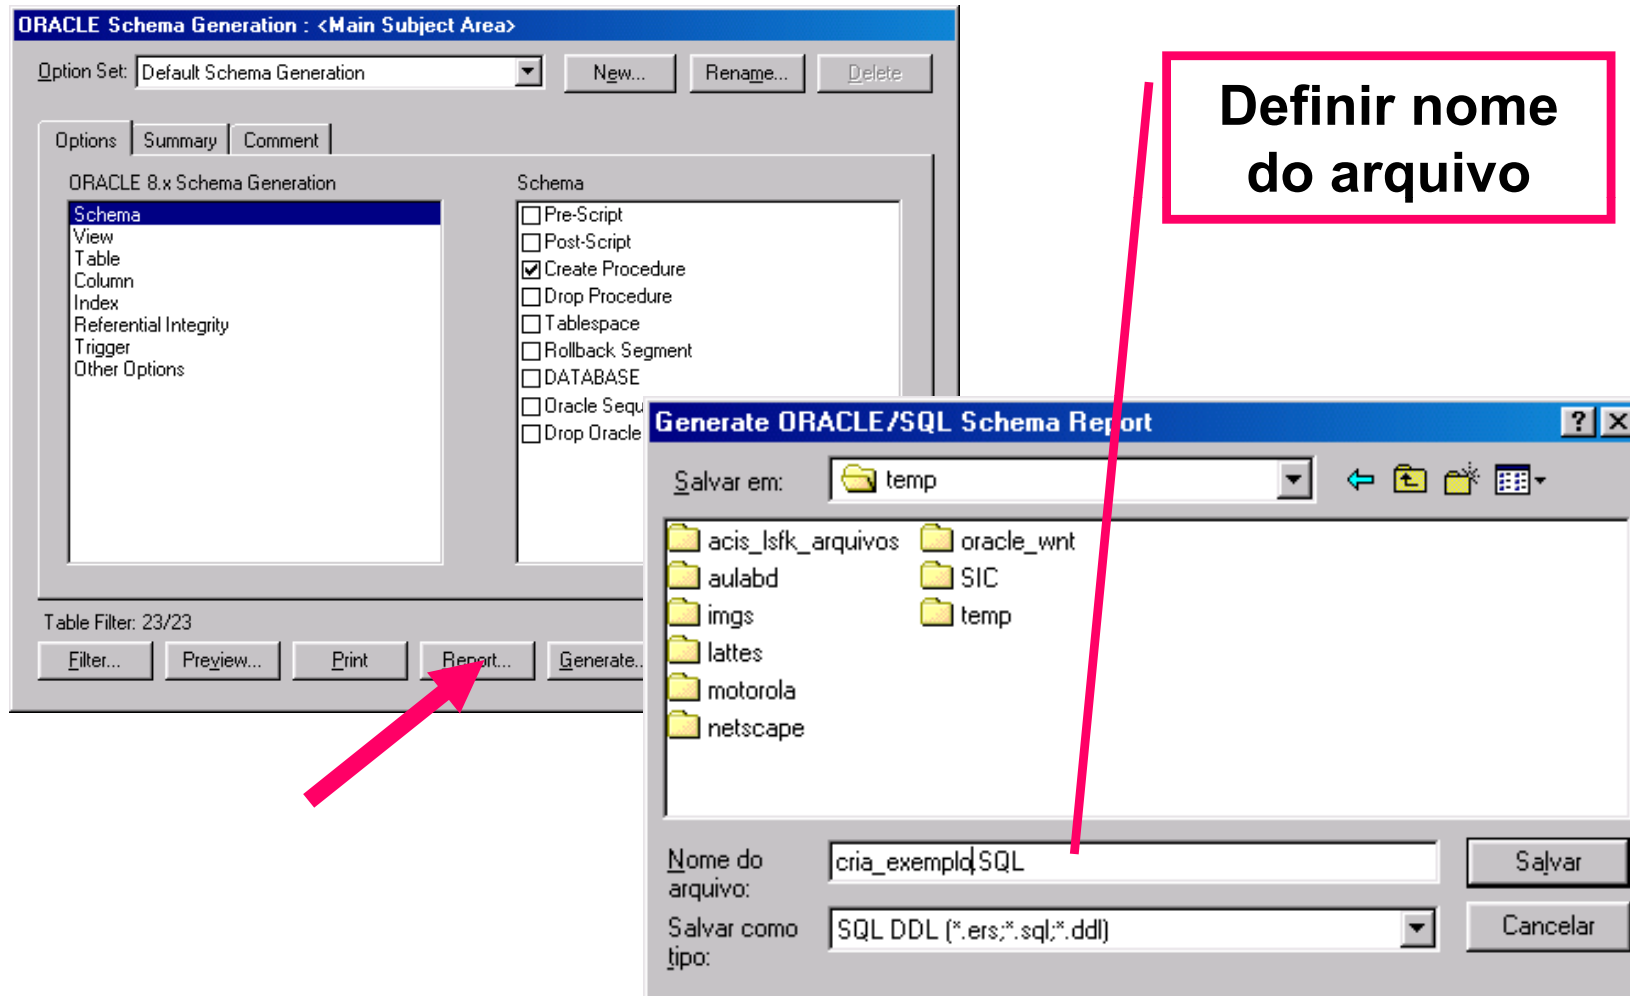 ORACLE Schema Generation : <Main Subject Area>
Option Set: Default Schema Generation New... Rename... Delete
Options Summary Comment
ORACLE 8.x Schema Generation
Schema
View
Table
Column
Index
Referential Integrity
Trigger
Other Options
Schema
Pre-Script
Post-Script
Create Procedure
Drop Procedure
Tablespace
Rollback Segment
DATABASE
Oracle Sequ
Drop Oracle
Table Filter: 23/23
Filter... Preview... Print Report... Generate..
Definir nome
do arquivo
Generate ORACLE/SQL Schema Report
Salvar em: temp
acis_lsfk_arquivos
aulabd
imgs
lattes
motorola
netscape
oracle_wnt
SIC
temp
Nome do
arquivo:
cria_exemplo.SQL
Salvar
Salvar como
tipo:
SQL DDL (*.ers;*.sql;*.ddl)
Cancelar